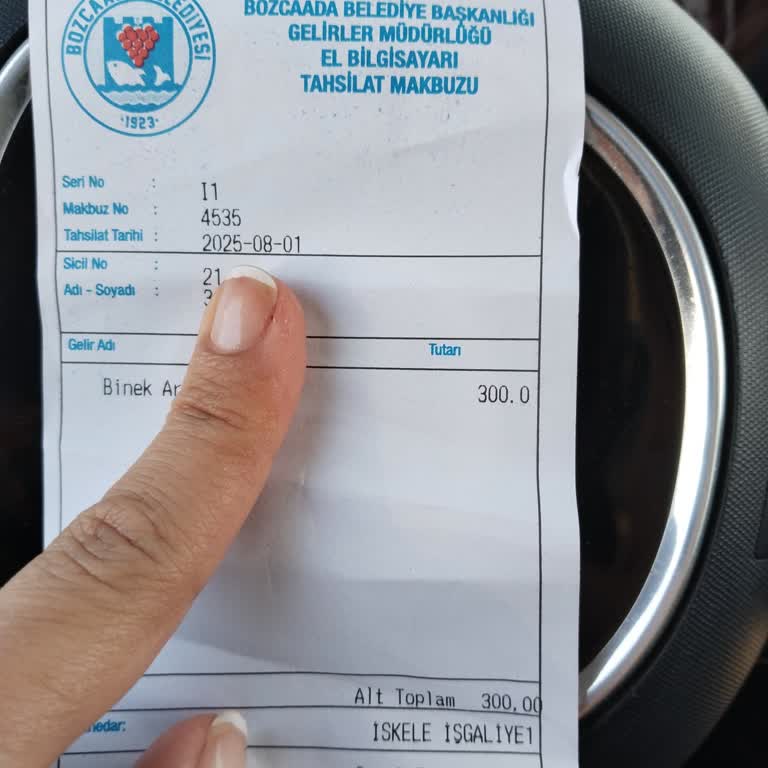 BOZCAADA BELEDİYESİ
·1923·
BOZCAADA BELEDİYE BAŞKANLIĞI
GELİRLER MÜDÜRLÜĞÜ
EL BİLGİSAYARI
TAHSİLAT MAKBUZU
Seri No : I1
Makbuz No : 4535
Tahsilat Tarihi : 2025-08-01
Sicil No : 21
Adı - Soyadı :
Gelir Adı Tutarı
Binek Ar 300.0
Alt Toplam 300,00
nedar: İSKELE İŞGALİYE1